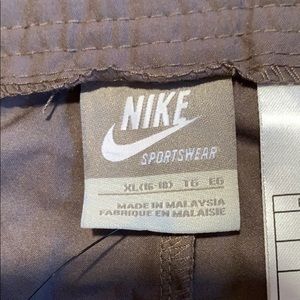 NIKE
SPORTSWEAR
XL(16-18) TG EG
MADE IN MALAYSIA
FABRIQUE EN MALAISIE